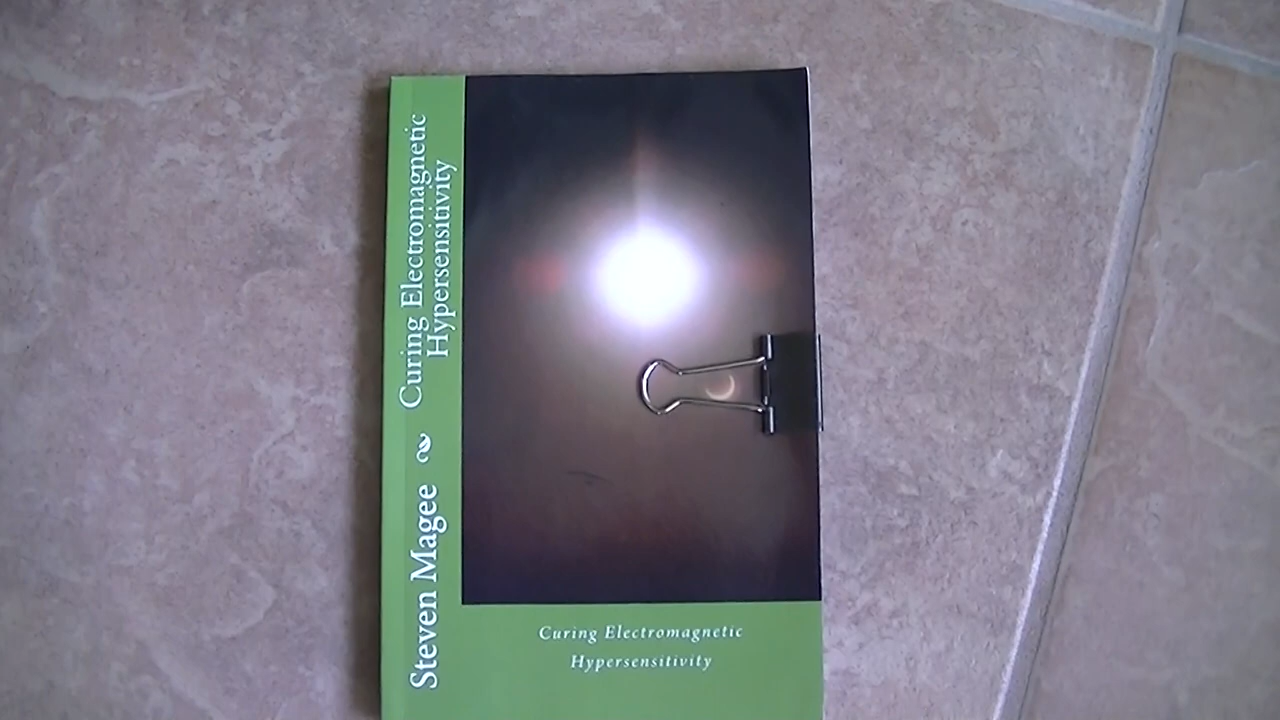 Steven Magee
Curing Electromagnetic
Hypersensitivity
Curing Electromagnetic
Hypersensitivity